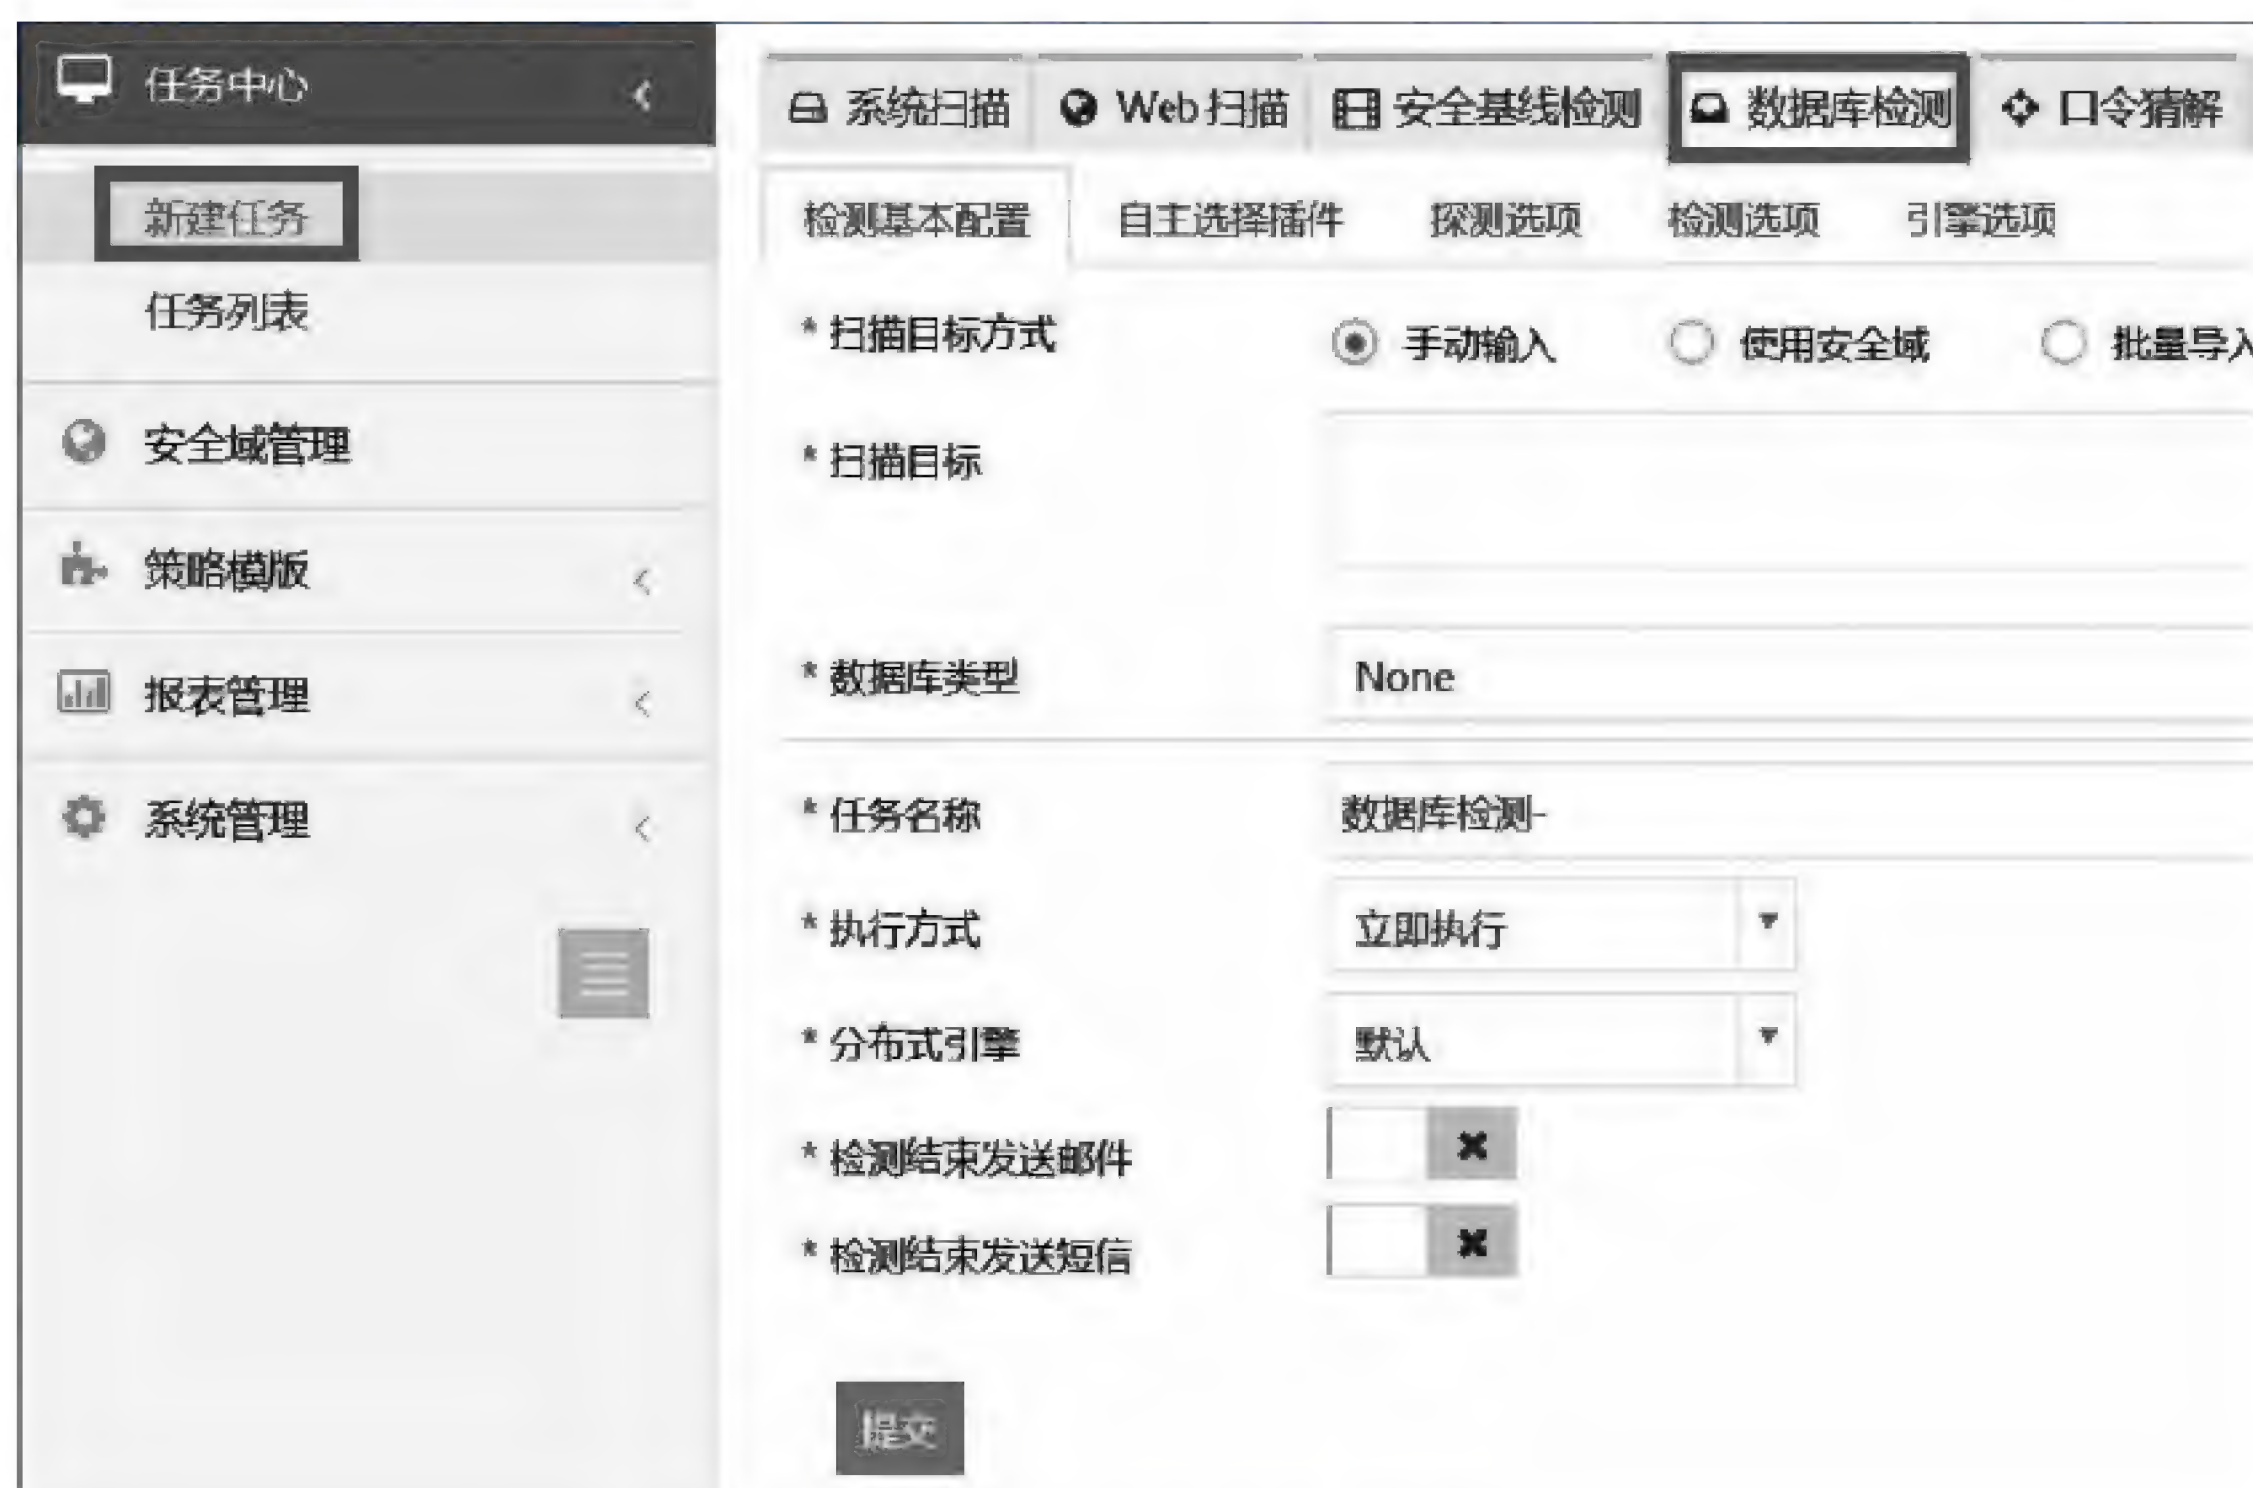 任务中心
新建任务
任务列表
安全域管理
策略模版
报表管理
系统管理
系统扫描 Web 扫描 安全基线检测 数据库检测 口令猜解
检测基本配置 自主选择插件 探测选项 检测选项 引擎选项
* 扫描目标方式 手动输入 使用安全域 批量导入
* 扫描目标
* 数据库类型 None
* 任务名称 数据库检测-
* 执行方式 立即执行
* 分布式引擎 默认
* 检测结束发送邮件
* 检测结束发送短信
提交